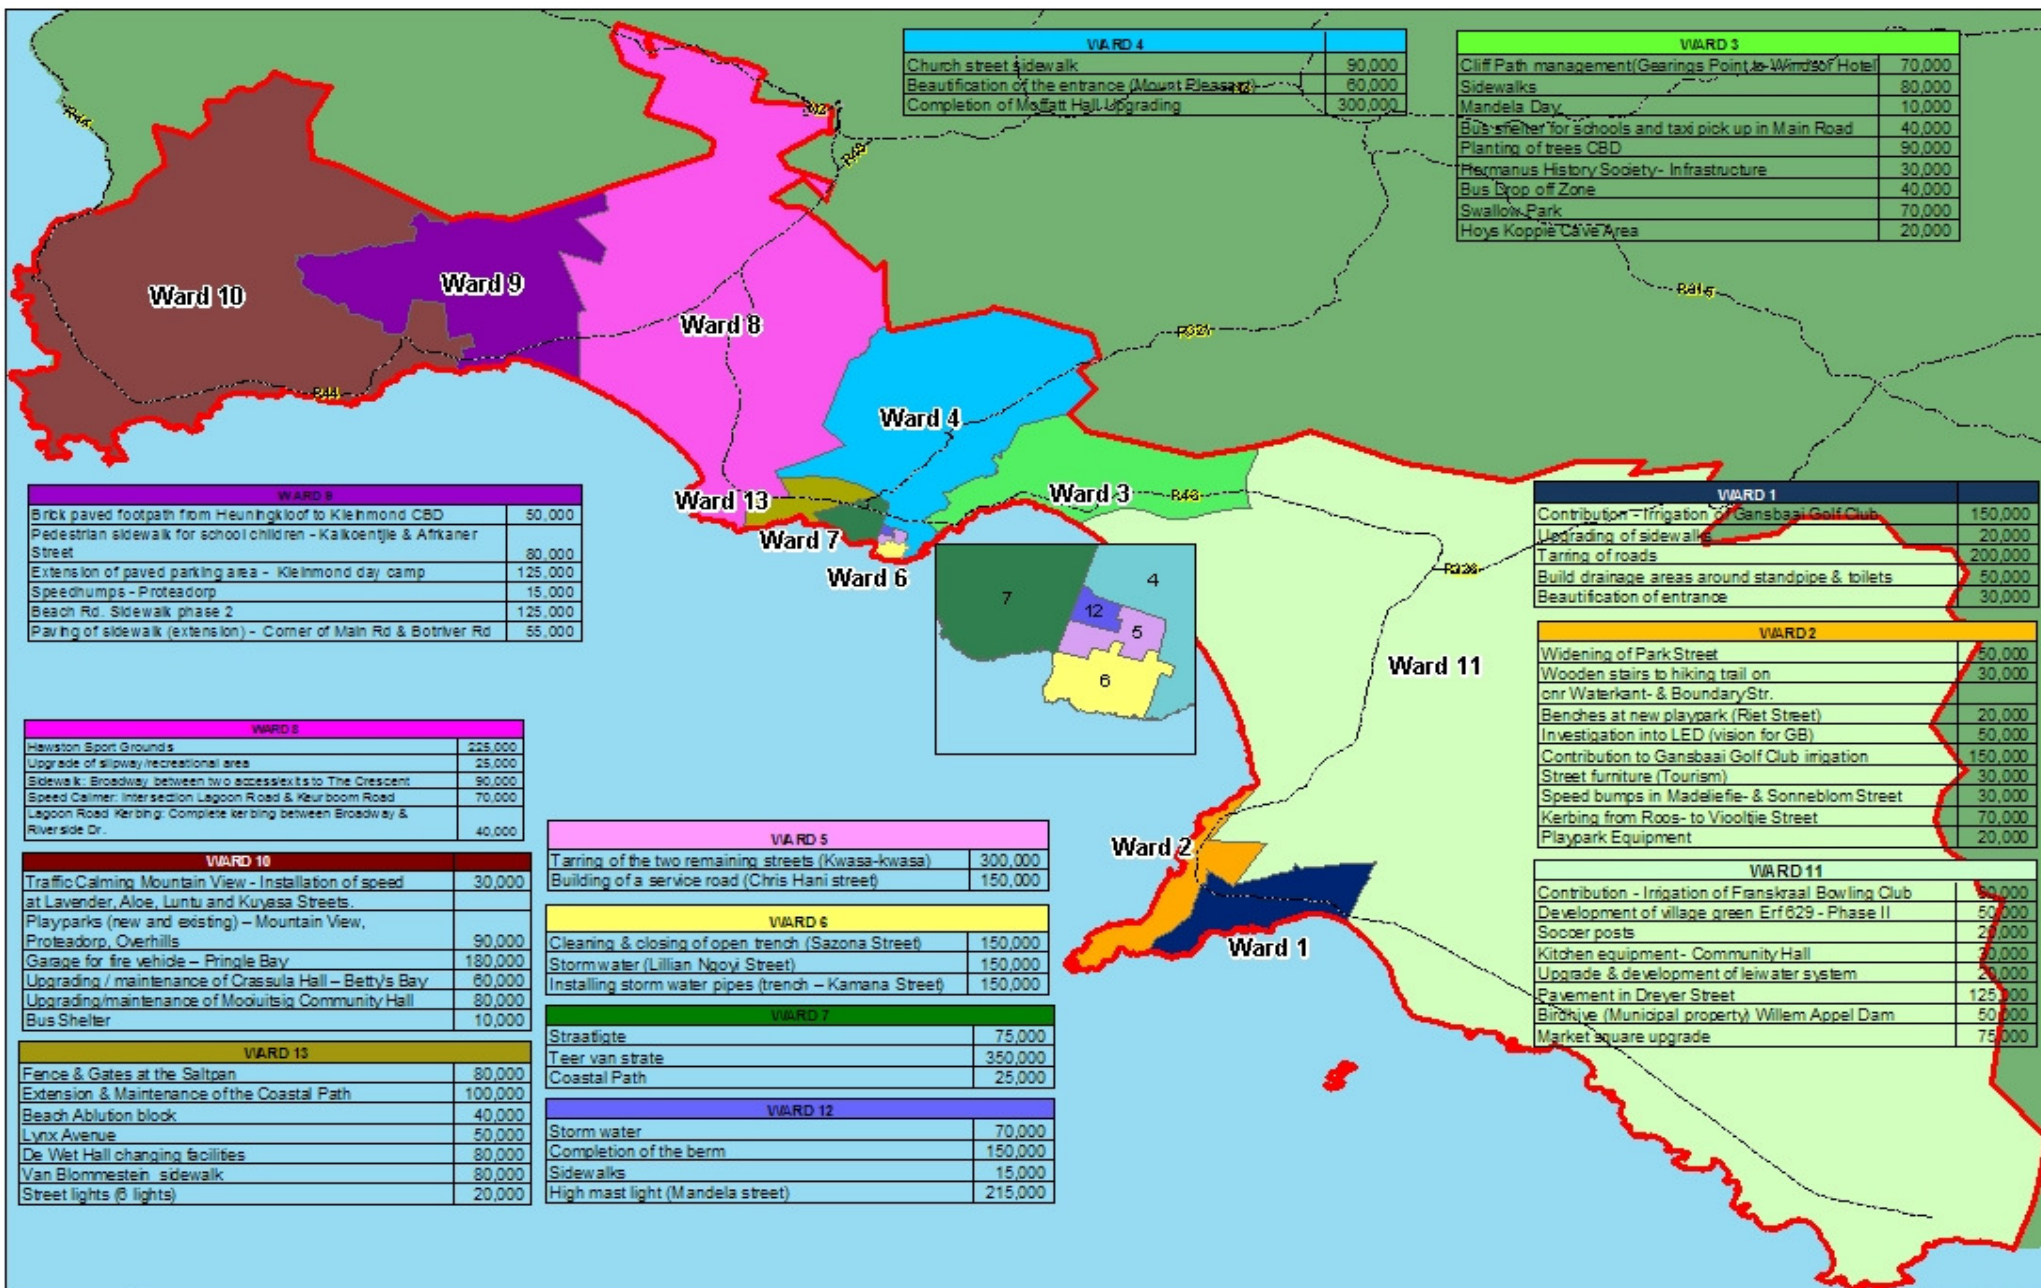 WARD 4
Church street sidewalk 90,000
Beautification of the entrance (Mount Pleasant) 60,000
Completion of Moffatt Hall Upgrading 300,000
WARD 3
Cliff Path management(Gearings Point to Windsor Hotel 70,000
Sidewalks 80,000
Mandela Day 10,000
Bus shelter for schools and taxi pick up in Main Road 40,000
Planting of trees CBD 90,000
Hermanus History Society- Infrastructure 30,000
Bus Drop off Zone 40,000
Swallow Park 70,000
Hoys Koppie Cave Area 20,000
R44
R43
Ward 10
Ward 9
Ward 8
Ward 4
Ward 13
Ward 3
R43
Ward 7
Ward 6
Ward 11
Ward 2
Ward 1
R44
R326
7
4
12
5
6
WARD 9
Brick paved footpath from Heuningkloof to Kleinmond CBD 50,000
Pedestrian sidewalk for school children - Kalkoentjie & Afrikaner
Street 80,000
Extension of paved parking area - Kleinmond day camp 125,000
Speedhumps - Proteadorp 15,000
Beach Rd. Sidewalk phase 2 125,000
Paving of sidewalk (extension) - Corner of Main Rd & Botriver Rd 55,000
WARD 8
Hawston Sport Grounds 225,000
Upgrade of slipway/recreational area 25,000
Sidewalk: Broadway between two access/exits to The Crescent 90,000
Speed Calmer: Intersection Lagoon Road & Keurboom Road 70,000
Lagoon Road Kerbing: Complete kerbing between Broadway &
Riverside Dr. 40,000
WARD 10
Traffic Calming Mountain View - Installation of speed 30,000
at Lavender, Aloe, Luntu and Kuyasa Streets.
Playparks (new and existing) – Mountain View,
Proteadorp, Overhills 90,000
Garage for fire vehicle – Pringle Bay 180,000
Upgrading / maintenance of Crassula Hall – Betty's Bay 60,000
Upgrading/maintenance of Mooiuitsig Community Hall 80,000
Bus Shelter 10,000
WARD 13
Fence & Gates at the Saltpan 80,000
Extension & Maintenance of the Coastal Path 100,000
Beach Ablution block 40,000
Lynx Avenue 50,000
De Wet Hall changing facilities 80,000
Van Blommestein sidewalk 80,000
Street lights (6 lights) 20,000
WARD 5
Tarring of the two remaining streets (Kwasa-kwasa) 300,000
Building of a service road (Chris Hani street) 150,000
WARD 6
Cleaning & closing of open trench (Sazona Street) 150,000
Storm water (Lillian Ngoyi Street) 150,000
Installing storm water pipes (trench – Kamana Street) 150,000
WARD 7
Straatligte 75,000
Teer van strate 350,000
Coastal Path 25,000
WARD 12
Storm water 70,000
Completion of the berm 150,000
Sidewalks 15,000
High mast light (Mandela street) 215,000
WARD 1
Contribution - Irrigation of Gansbaai Golf Club 150,000
Upgrading of sidewalks 20,000
Tarring of roads 200,000
Build drainage areas around standpipe & toilets 50,000
Beautification of entrance 30,000
WARD 2
Widening of Park Street 50,000
Wooden stairs to hiking trail on 30,000
cnr Waterkant- & Boundary Str.
Benches at new playpark (Riet Street) 20,000
Investigation into LED (vision for GB) 50,000
Contribution to Gansbaai Golf Club irrigation 150,000
Street furniture (Tourism) 30,000
Speed bumps in Madeliefie- & Sonneblom Street 30,000
Kerbing from Roos- to Viooltjie Street 70,000
Playpark Equipment 20,000
WARD 11
Contribution - Irrigation of Franskraal Bowling Club
Development of village green Erf 629 - Phase II 50,000
Soccer posts 20,000
Kitchen equipment - Community Hall 30,000
Upgrade & development of leiwater system 20,000
Pavement in Dreyer Street 125,000
Birdhive (Municipal property) Willem Appel Dam 50,000
Market square upgrade 75,000